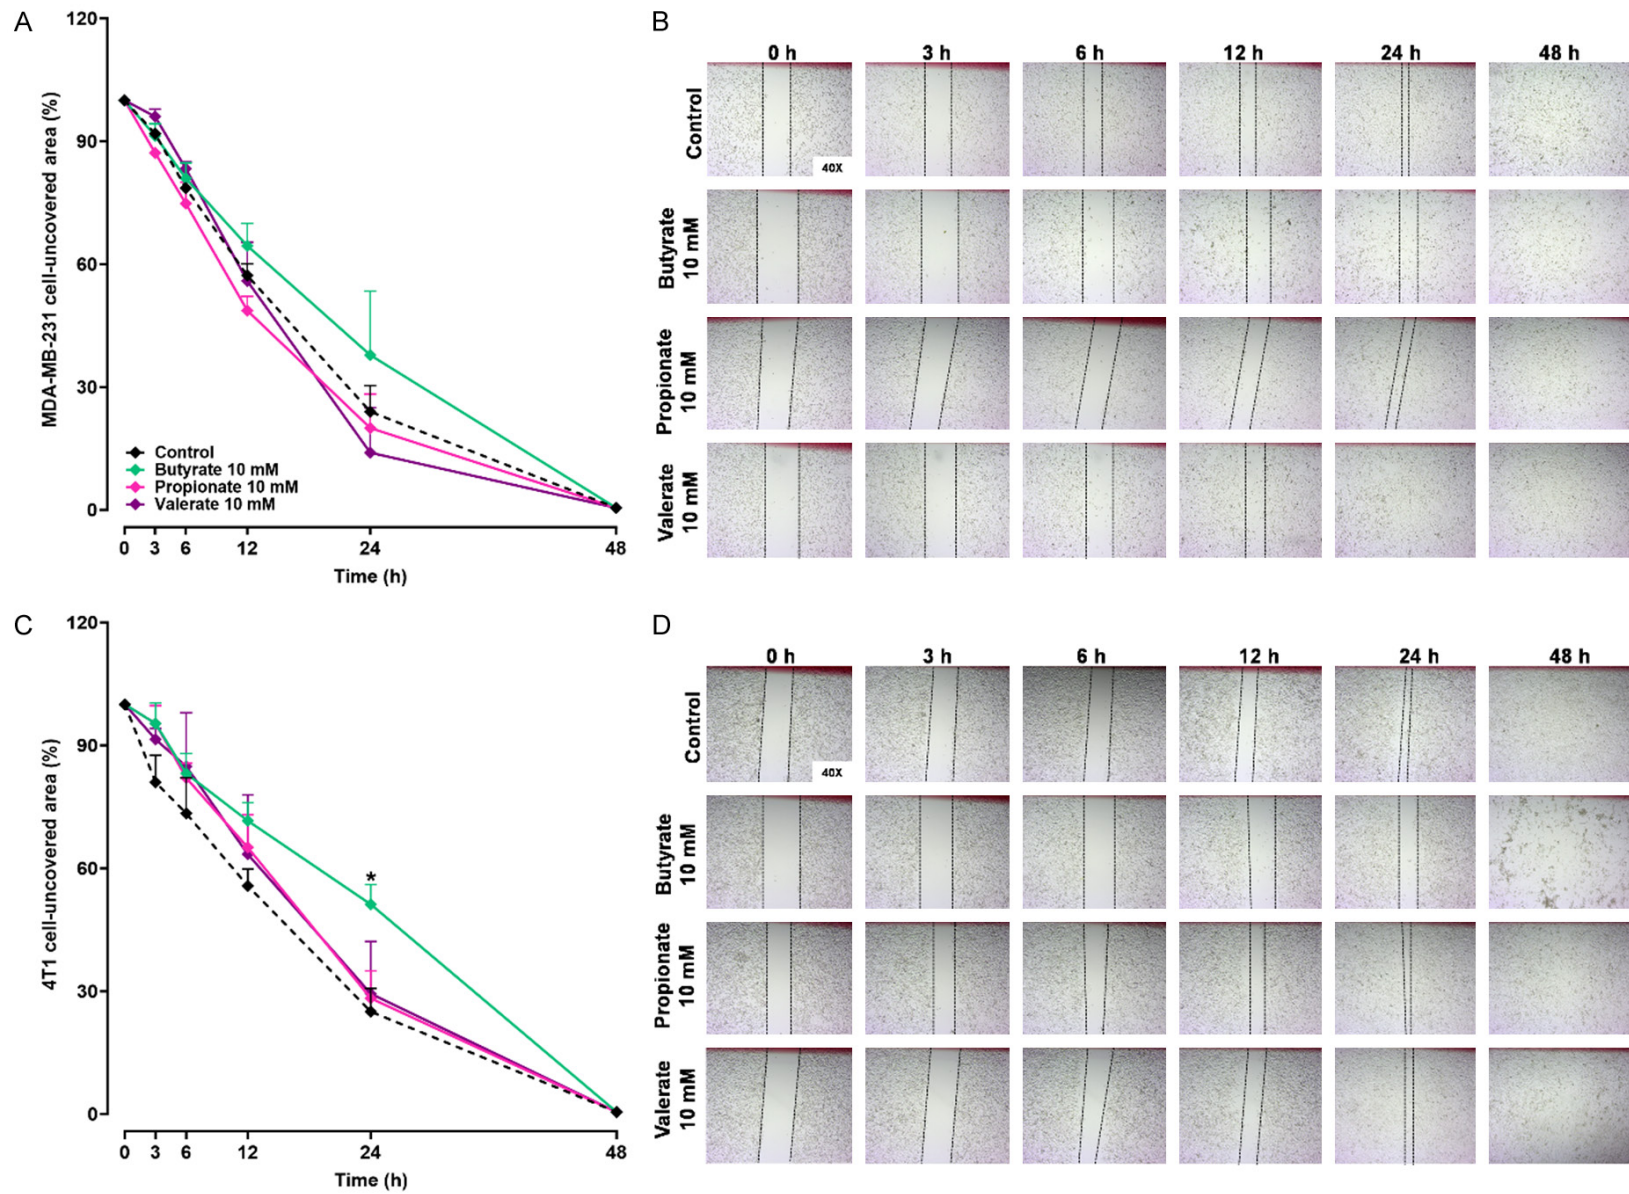 A
120
90
60
30
0
MDA-MB-231 cell-uncovered area (%)
Control
Butyrate 10 mM
Propionate 10 mM
Valerate 10 mM
0 3 6 12 24 48
Time (h)
B
0 h 3 h 6 h 12 h 24 h 48 h
Control
40X
Butyrate
10 mM
Propionate
10 mM
Valerate
10 mM
C
120
90
60
30
0
4T1 cell-uncovered area (%)
*
0 3 6 12 24 48
Time (h)
D
0 h 3 h 6 h 12 h 24 h 48 h
Control
40X
Butyrate
10 mM
Propionate
10 mM
Valerate
10 mM